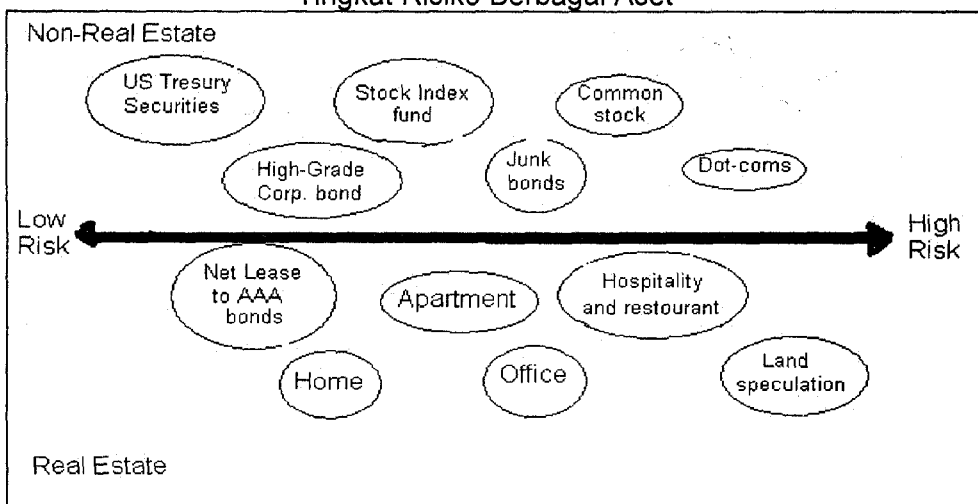 Tingkat Risiko Berbagai Aset
Non-Real Estate
US Tresury
Securities
Stock Index
fund
Common
stock
High-Grade
Corp. bond
Junk
bonds
Dot-coms
Low
Risk
High
Risk
Net Lease
to AAA
bonds
Apartment
Hospitality
and restourant
Home
Office
Land
speculation
Real Estate